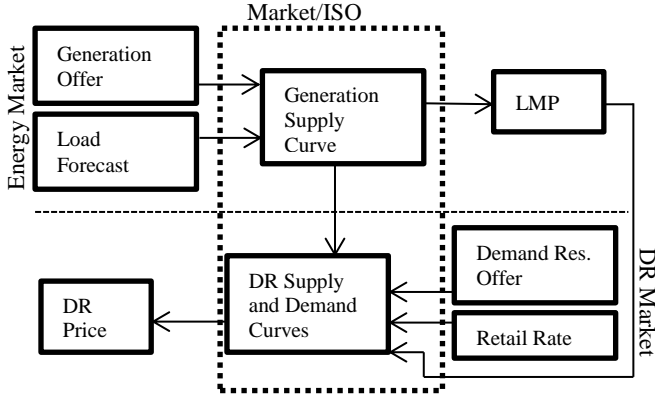 Market/ISO
Energy Market
Generation
Offer
Load
Forecast
Generation
Supply
Curve
LMP
DR
Price
DR Supply
and Demand
Curves
Demand Res.
Offer
Retail Rate
DR Market